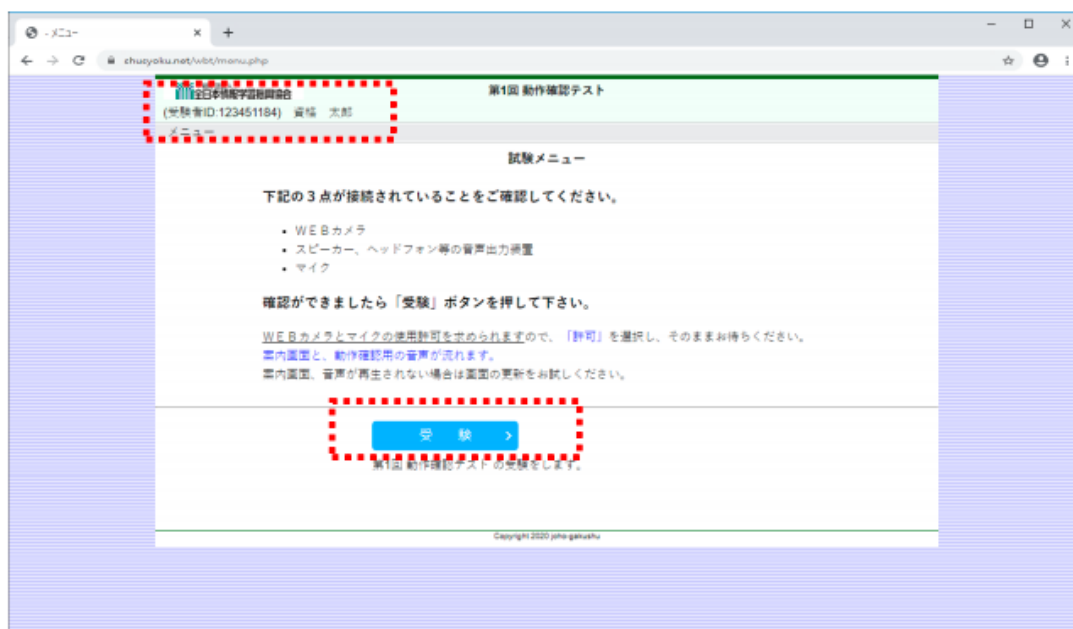 - メニュー
chusyoku.net/wbt/menu.php
全日本情報学習振興協会
第1回 動作確認テスト
(受験者ID:123451184) 資格 太郎
メニュー
試験メニュー
下記の3点が接続されていることをご確認してください。
• WEBカメラ
• スピーカー、ヘッドフォン等の音声出力装置
• マイク
確認ができましたら「受験」ボタンを押して下さい。
WEBカメラとマイクの使用許可を求められますので、「許可」を選択し、そのままお待ちください。
案内画面と、動作確認用の音声が流れます。
案内画面、音声が再生されない場合は画面の更新をお試しください。
受 験
第1回 動作確認テスト の受験をします。
Copyright 2020 joho-gakushu